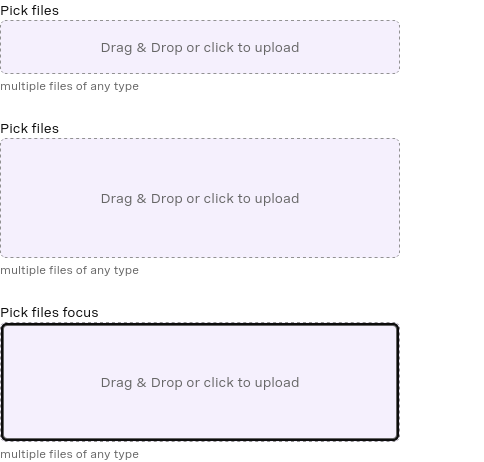 Pick files
Drag & Drop or click to upload
multiple files of any type
Pick files
Drag & Drop or click to upload
multiple files of any type
Pick files focus
Drag & Drop or click to upload
multiple files of any type